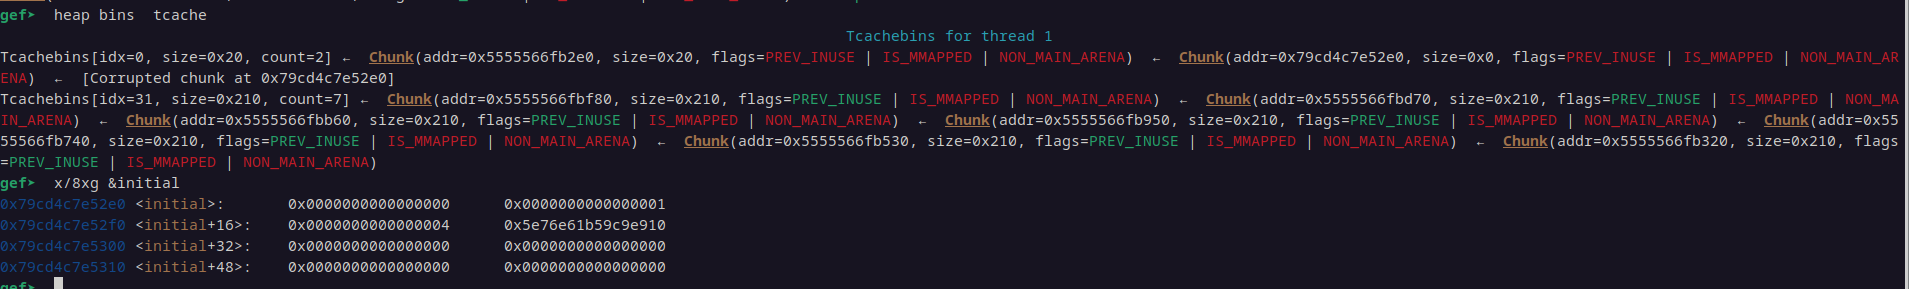 gef➤  heap bins  tcache
Tcachebins for thread 1
Tcachebins[idx=0, size=0x20, count=2] ←  Chunk(addr=0x5555566fb2e0, size=0x20, flags=PREV_INUSE | IS_MMAPPED | NON_MAIN_ARENA)  ←  Chunk(addr=0x79cd4c7e52e0, size=0x0, flags=PREV_INUSE | IS_MMAPPED | NON_MAIN_AR
ENA)  ←  [Corrupted chunk at 0x79cd4c7e52e0]
Tcachebins[idx=31, size=0x210, count=7] ←  Chunk(addr=0x5555566fbf80, size=0x210, flags=PREV_INUSE | IS_MMAPPED | NON_MAIN_ARENA)  ←  Chunk(addr=0x5555566fbd70, size=0x210, flags=PREV_INUSE | IS_MMAPPED | NON_MA
IN_ARENA)  ←  Chunk(addr=0x5555566fbb60, size=0x210, flags=PREV_INUSE | IS_MMAPPED | NON_MAIN_ARENA)  ←  Chunk(addr=0x5555566fb950, size=0x210, flags=PREV_INUSE | IS_MMAPPED | NON_MAIN_ARENA)  ←  Chunk(addr=0x55
55566fb740, size=0x210, flags=PREV_INUSE | IS_MMAPPED | NON_MAIN_ARENA)  ←  Chunk(addr=0x5555566fb530, size=0x210, flags=PREV_INUSE | IS_MMAPPED | NON_MAIN_ARENA)  ←  Chunk(addr=0x5555566fb320, size=0x210, flags
=PREV_INUSE | IS_MMAPPED | NON_MAIN_ARENA)
gef➤  x/8xg &initial
0x79cd4c7e52e0 <initial>:	0x0000000000000000	0x0000000000000001
0x79cd4c7e52f0 <initial+16>:	0x0000000000000004	0x5e76e61b59c9e910
0x79cd4c7e5300 <initial+32>:	0x0000000000000000	0x0000000000000000
0x79cd4c7e5310 <initial+48>:	0x0000000000000000	0x0000000000000000
gef➤